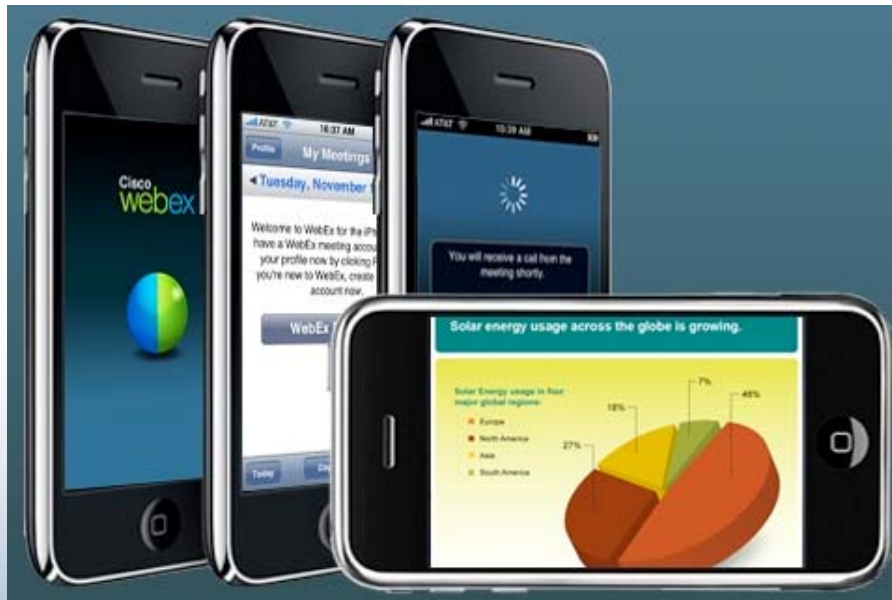 Cisco
webex
AT&T
16:37 AM
Profile
My Meetings
Tuesday, November
Welcome to WebEx for the
have a WebEx meeting
your profile now by clicking
you're new to WebEx, create
account now.
WebEx
Today
AT&T
10:39 AM
You will receive a call from the
meeting shortly.
Solar energy usage across the globe is growing.
Solar Energy usage in four
major global regions:
Europe
North America
Asia
South America
27%
18%
7%
48%